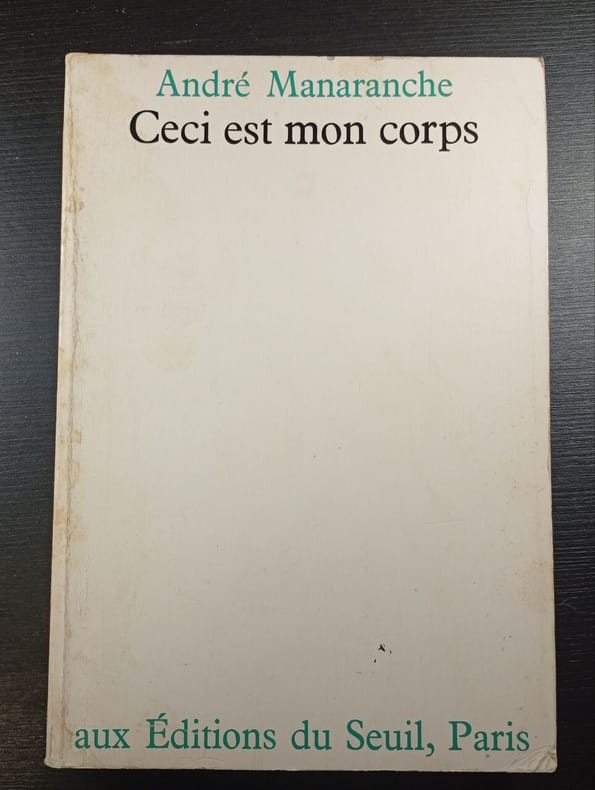 André Manaranche
Ceci est mon corps
aux Éditions du Seuil, Paris